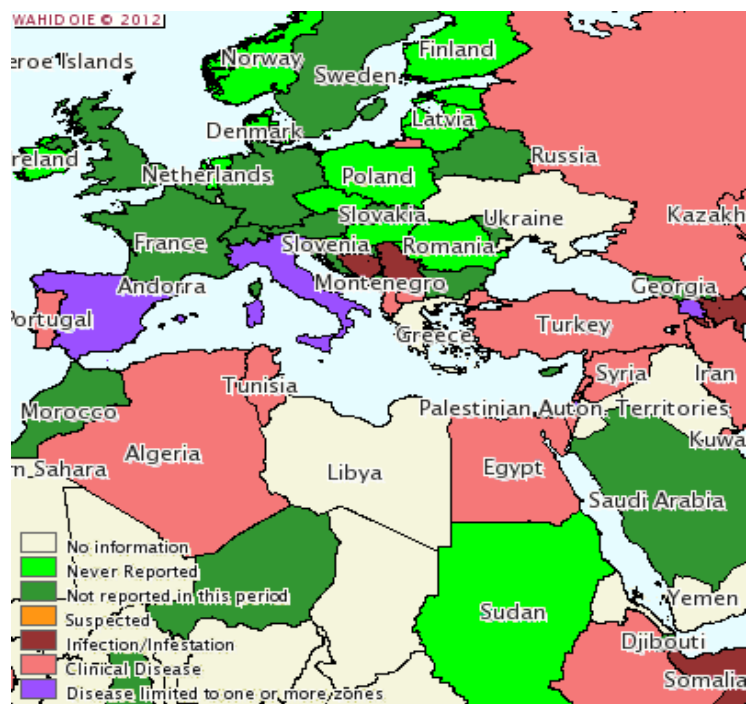 WAHID OIE © 2012
Norway
Finland
eroe Islands
Sweden
Denmark
Latvia
reland
Netherlands
Poland
Russia
Slovakia
Ukraine
Kazakh
France
Slovenia
Romania
Andorra
Montenegro
Georgia
Portugal
Greece
Turkey
Tunisia
Syria
Iran
Morocco
Palestinian Auton. Territories
Kuwa
n_Sahara
Algeria
Libya
Egypt
Saudi Arabia
No information
Never Reported
Not reported in this period
Yemen
Suspected
Sudan
Infection/Infestation
Djibouti
Clinical Disease
Somalia
Disease limited to one or more zones